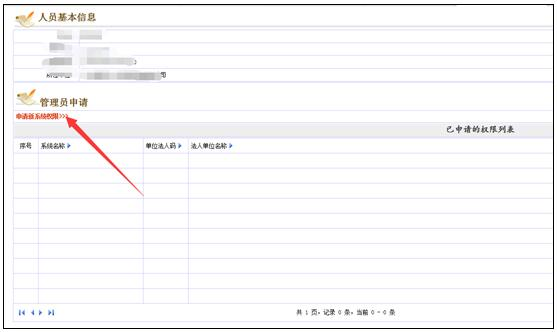 人员基本信息
管理员申请
申请新系统权限>>>
已申请的权限列表
序号 系统名称 单位法人码 法人单位名称
共 1 页，记录 0 条，当前 0 - 0 条